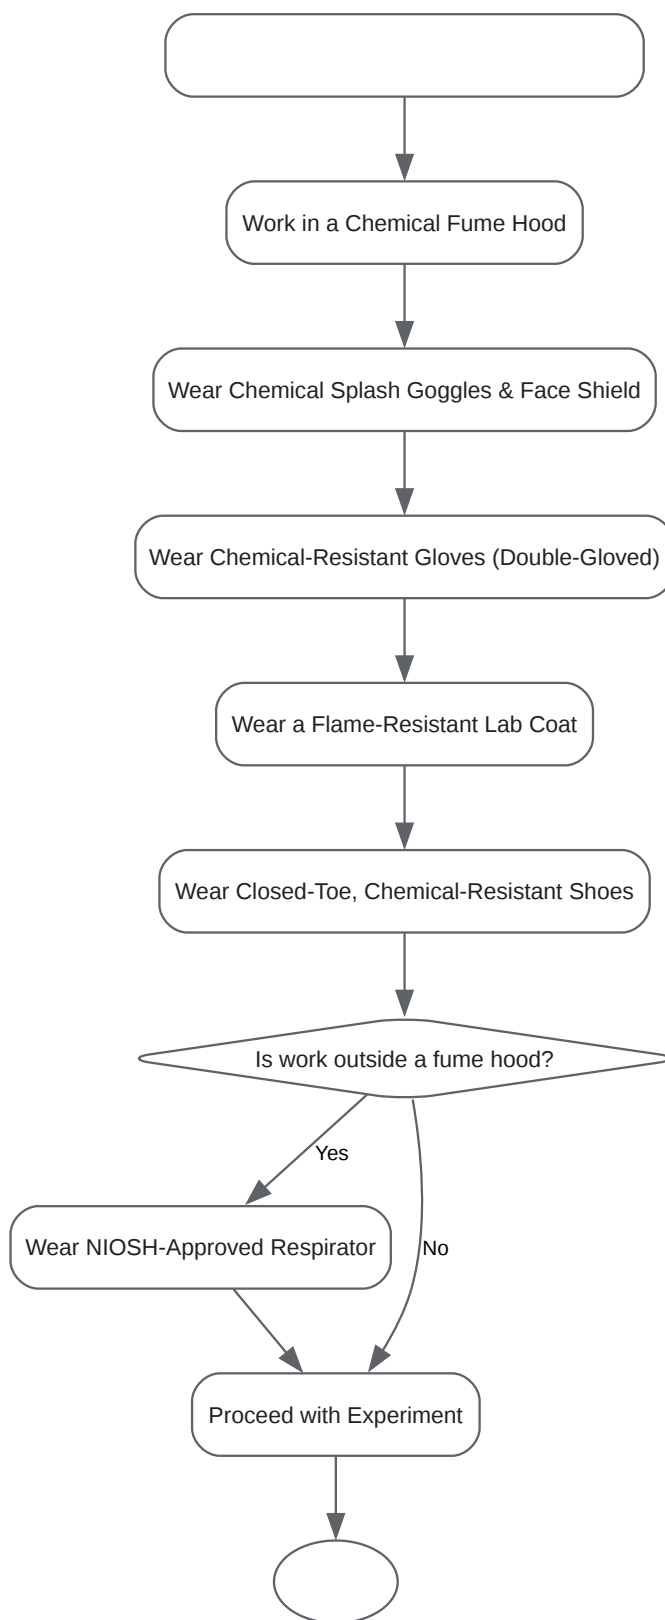 Work in a Chemical Fume Hood
Wear Chemical Splash Goggles & Face Shield
Wear Chemical-Resistant Gloves (Double-Gloved)
Wear a Flame-Resistant Lab Coat
Wear Closed-Toe, Chemical-Resistant Shoes
Is work outside a fume hood?
Yes
Wear NIOSH-Approved Respirator
No
Proceed with Experiment